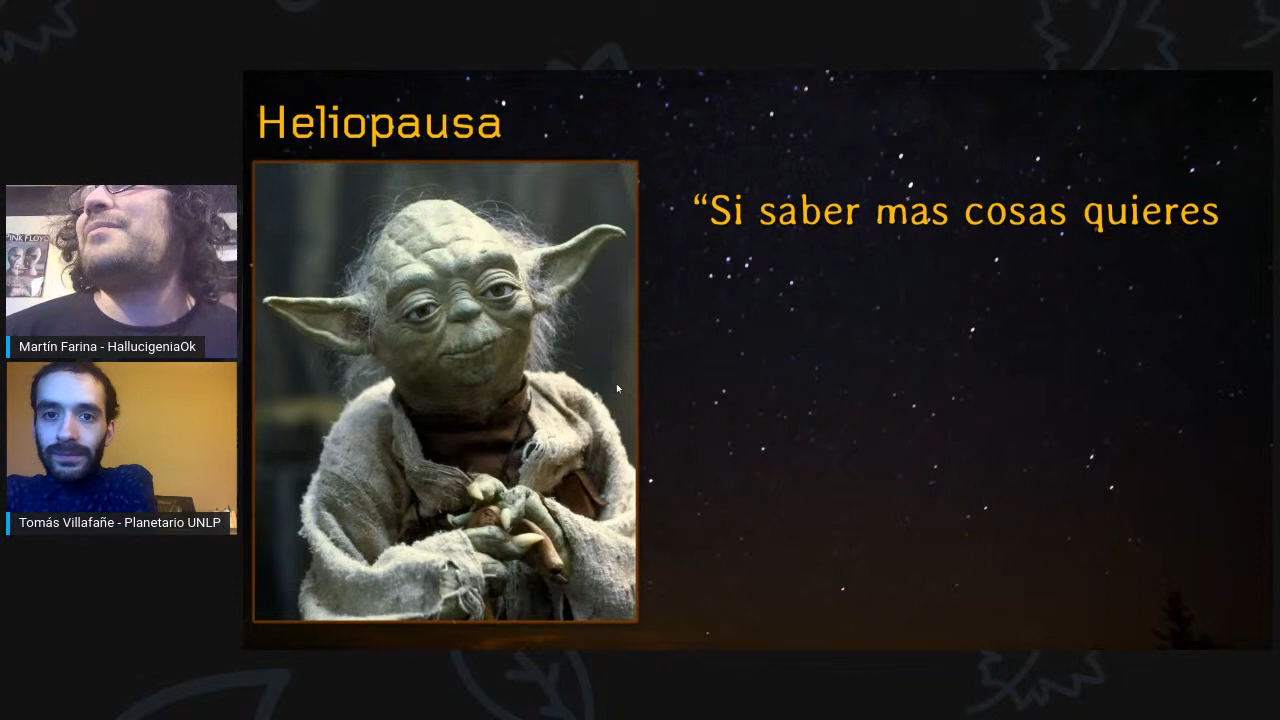 Heliopausa
“Si saber mas cosas quieres
PINK FLOYD
Martín Farina - HallucigeniaOk
Tomás Villafañe - Planetario UNLP